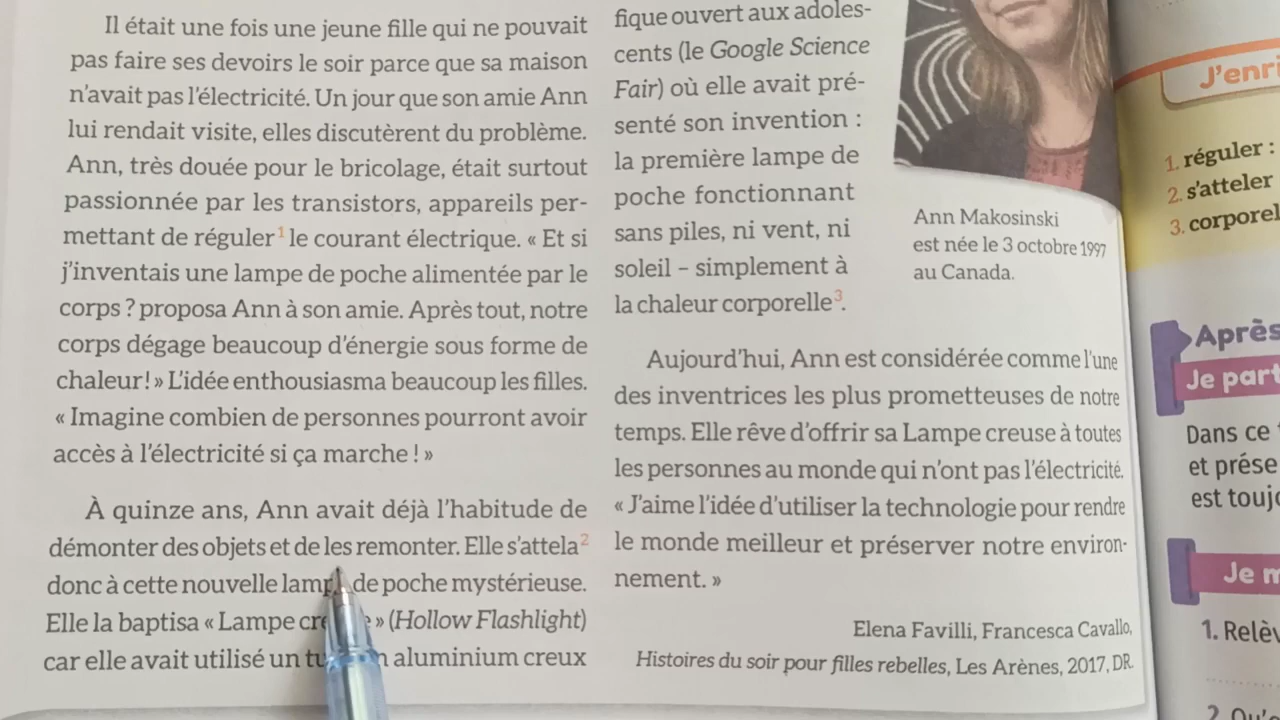 Il était une fois une jeune fille qui ne pouvait
pas faire ses devoirs le soir parce que sa maison
n'avait pas l'électricité. Un jour que son amie Ann
lui rendait visite, elles discutèrent du problème.
Ann, très douée pour le bricolage, était surtout
passionnée par les transistors, appareils per-
mettant de réguler1 le courant électrique. « Et si
j'inventais une lampe de poche alimentée par le
corps ? proposa Ann à son amie. Après tout, notre
corps dégage beaucoup d'énergie sous forme de
chaleur! » L'idée enthousiasma beaucoup les filles.
« Imagine combien de personnes pourront avoir
accès à l'électricité si ça marche ! »
À quinze ans, Ann avait déjà l'habitude de
démonter des objets et de les remonter. Elle s'attela2
donc à cette nouvelle lampe de poche mystérieuse.
Elle la baptisa « Lampe creuse » (Hollow Flashlight)
car elle avait utilisé un aluminium creux
fique ouvert aux adoles-
cents (le Google Science
Fair) où elle avait pré-
senté son invention :
la première lampe de
poche fonctionnant
sans piles, ni vent, ni
soleil – simplement à
la chaleur corporelle3.
Ann Makosinski
est née le 3 octobre 1997
au Canada.
Aujourd'hui, Ann est considérée comme l'une
des inventrices les plus prometteuses de notre
temps. Elle rêve d'offrir sa Lampe creuse à toutes
les personnes au monde qui n'ont pas l'électricité.
« J'aime l'idée d'utiliser la technologie pour rendre
le monde meilleur et préserver notre environ-
nement. »
Elena Favilli, Francesca Cavallo,
Histoires du soir pour filles rebelles, Les Arènes, 2017, DR.
J'enri
1. réguler :
2. s'atteler
3. corporel
Après
Je part
Dans ce
et prése
est touj
Je m
1. Relèv
2.